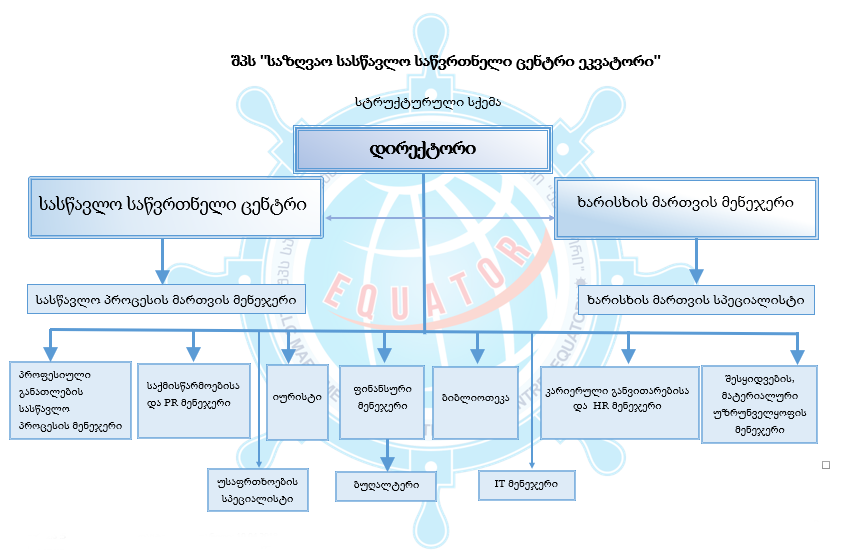 შპს "საზღვაო სასწავლო საწვრთნელი ცენტრი ეკვატორი"
სტრუქტურული სქემა
დირექტორი
სასწავლო საწვრთნელი ცენტრი
ხარისხის მართვის მენეჯერი
სასწავლო პროცესის მართვის მენეჯერი
ხარისხის მართვის სპეციალისტი
EQUATOR
პროფესიული
განათლების
სასწავლო
პროცესის მენეჯერი
საქმისწარმოებისა
და PR მენეჯერი
იურისტი
ფინანსური
მენეჯერი
ბიბლიოთეკა
კარიერული განვითარებისა
და HR მენეჯერი
შესყიდვების,
მატერიალური
უზრუნველყოფის
მენეჯერი
უსაფრთხოების
სპეციალისტი
ბუღალტერი
IT მენეჯერი